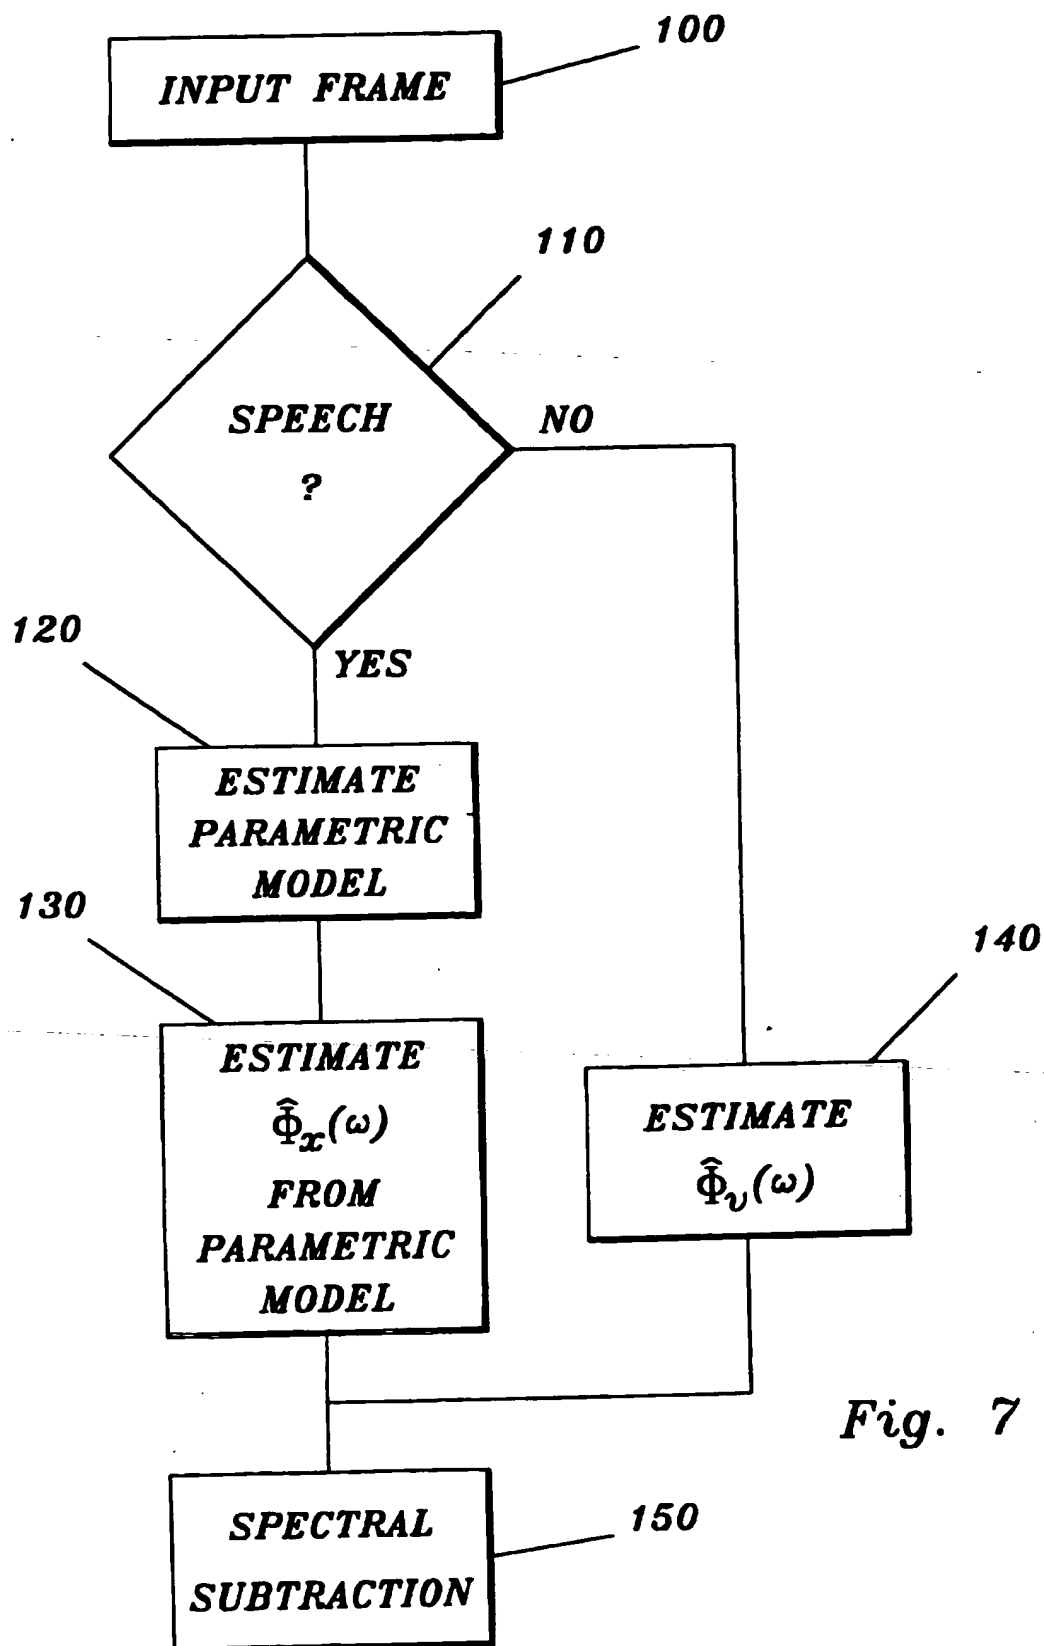 100
INPUT FRAME
110
SPEECH
?
NO
YES
120
ESTIMATE
PARAMETRIC
MODEL
130
ESTIMATE
Φ̂x(ω)
FROM
PARAMETRIC
MODEL
140
ESTIMATE
Φ̂v(ω)
Fig. 7
SPECTRAL
SUBTRACTION
150